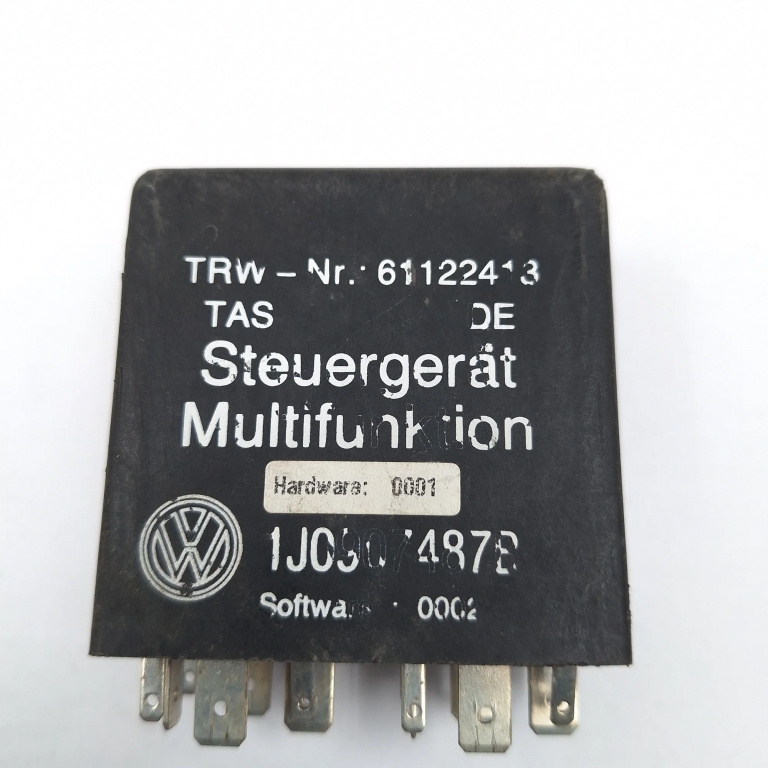 TRW - Nr.: 61122413
TAS DE
Steuergerät
Multifunktion
Hardware: 0001
1J0907487B
Software: 0002